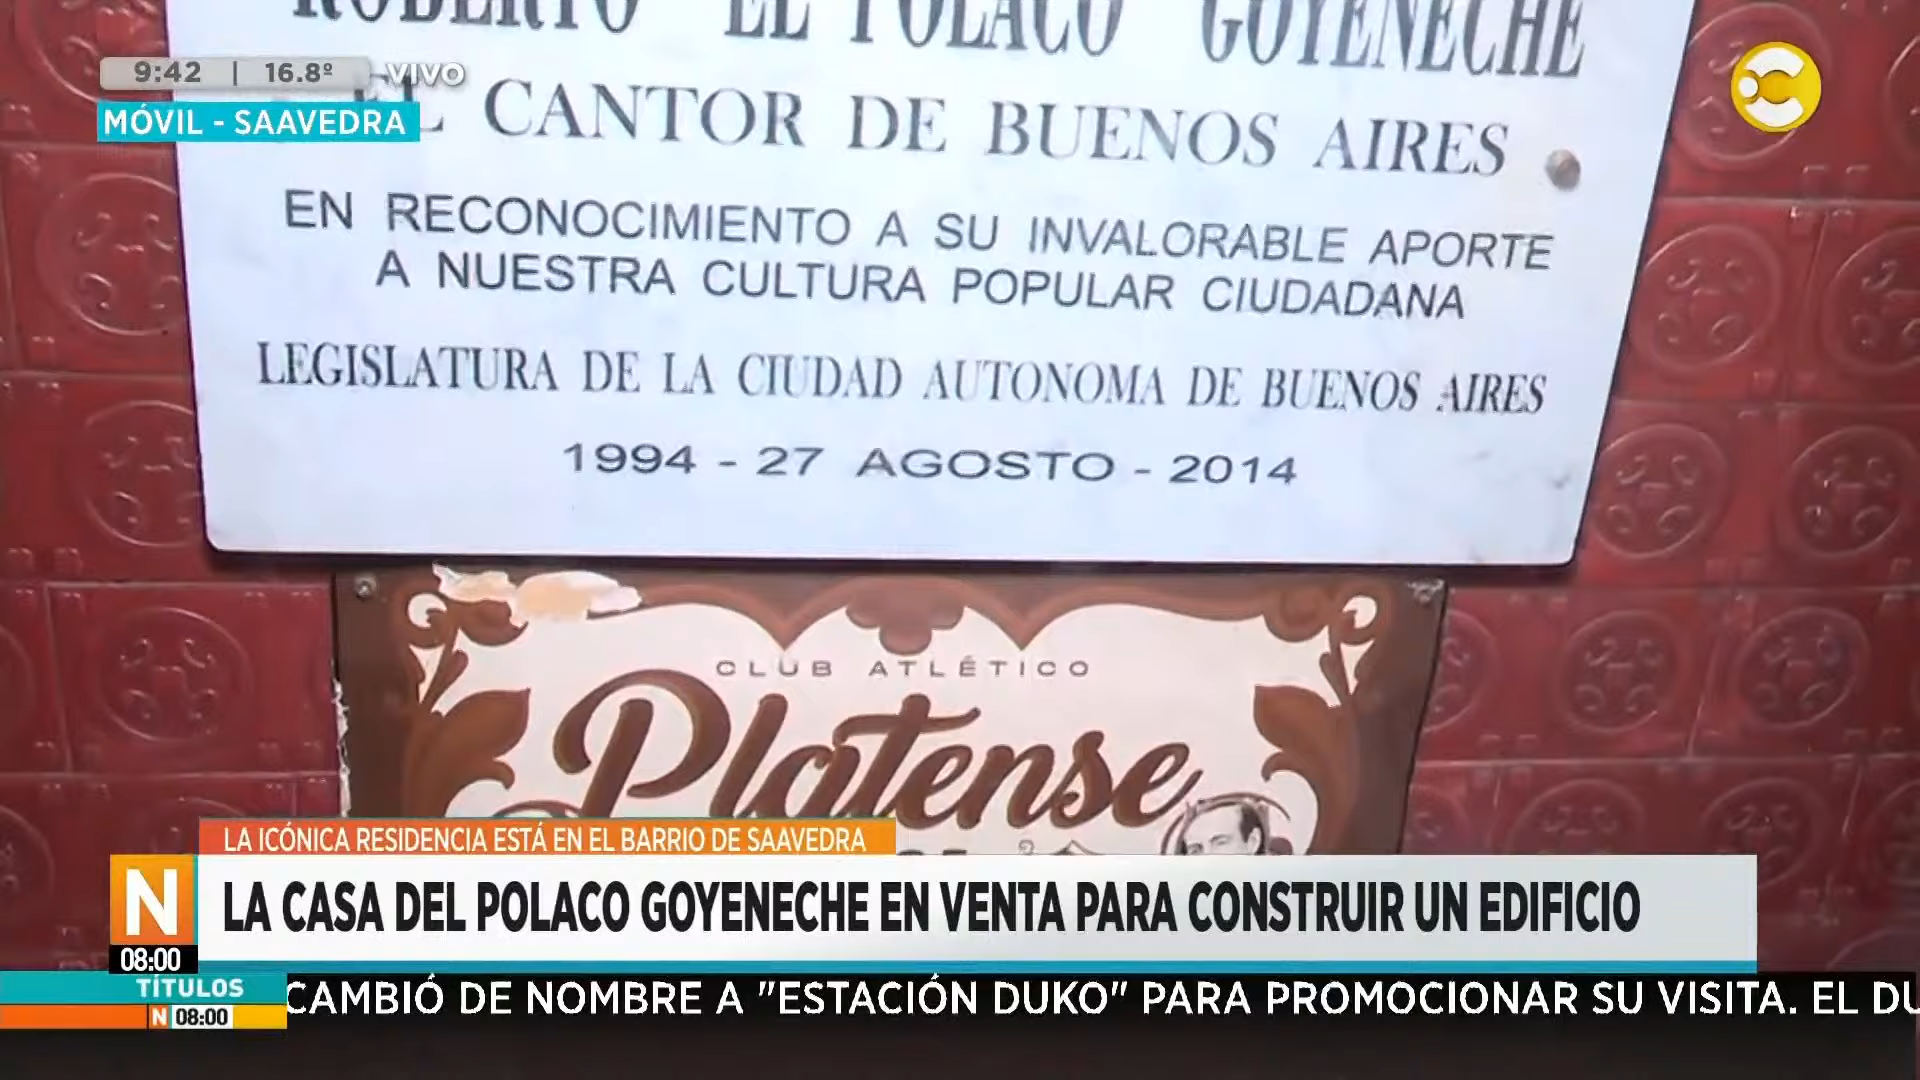 ROBERTO "EL POLACO" GOYENECHE
9:42 | 16.8º VIVO
EL CANTOR DE BUENOS AIRES
MÓVIL - SAAVEDRA
EN RECONOCIMIENTO A SU INVALORABLE APORTE
A NUESTRA CULTURA POPULAR CIUDADANA
LEGISLATURA DE LA CIUDAD AUTONOMA DE BUENOS AIRES
1994 - 27 AGOSTO - 2014
CLUB ATLÉTICO
Platense
LA ICÓNICA RESIDENCIA ESTÁ EN EL BARRIO DE SAAVEDRA
N
08:00
LA CASA DEL POLACO GOYENECHE EN VENTA PARA CONSTRUIR UN EDIFICIO
TÍTULOS
N 08:00
CAMBIÓ DE NOMBRE A "ESTACIÓN DUKO" PARA PROMOCIONAR SU VISITA. EL DU